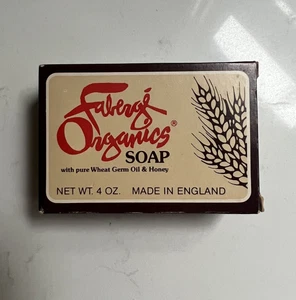 Fabergé
Organics®
SOAP
with pure Wheat Germ Oil & Honey
NET WT. 4 OZ. MADE IN ENGLAND